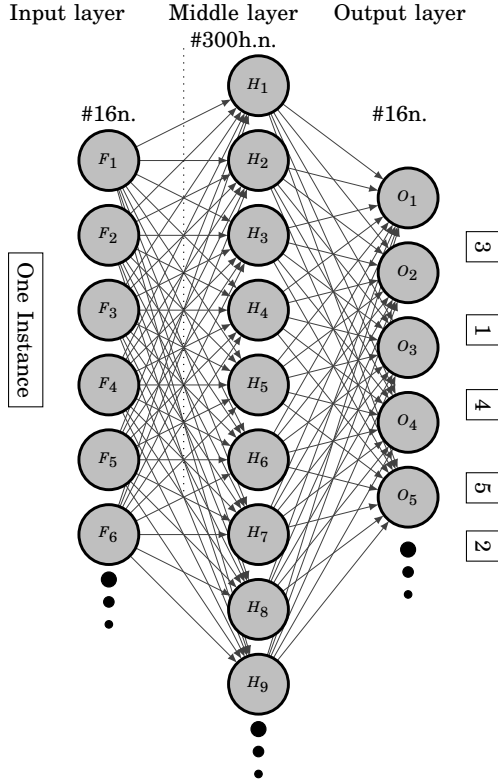 Input layer
Middle layer
Output layer
#300h.n.
#16n.
#16n.
H1
F1
H2
O1
F2
H3
3
O2
One Instance
F3
H4
1
O3
F4
H5
4
O4
F5
H6
5
O5
F6
H7
2
H8
H9